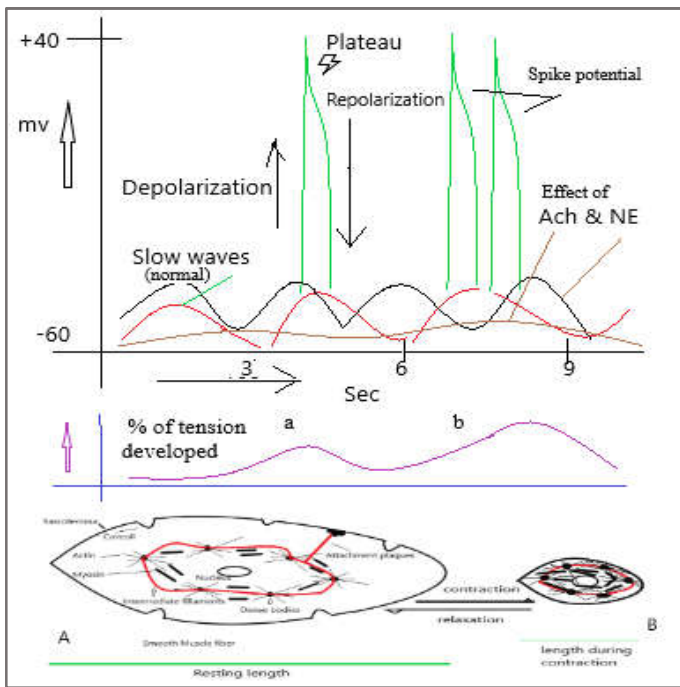 +40
Plateau
Spike potential
mv
Repolarization
Depolarization
Effect of
Ach & NE
Slow waves
(normal)
-60
3
6
9
Sec
% of tension
developed
a
b
Sarcolemma
Caveoli
Actin
Attachment plaques
Myosin
Nucleus
contraction
Intermediate filaments
Dense bodies
relaxation
A
B
Smooth Muscle fiber
length during
contraction
Resting length